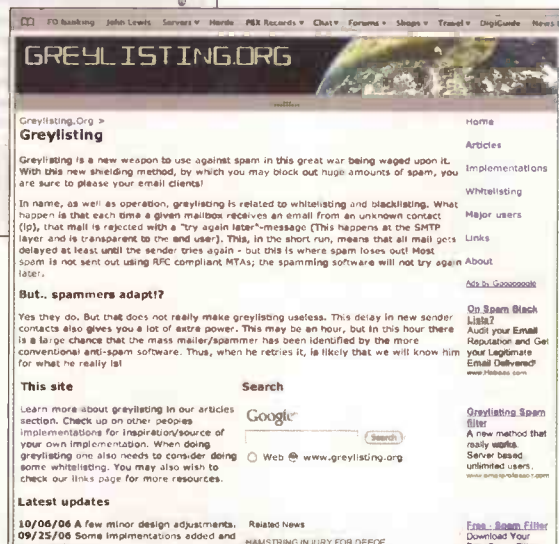 FD banking John Lewis Servers Nerds PBX Records Chat Forums Shops Travel DigiGuide News
GREYLISTING.ORG
Greylisting.Org >
Greylisting
Greylisting is a new weapon to use against spam in this great war being waged upon it.
With this new shielding method, by which you may block out huge amounts of spam, you
are sure to please your email clients!
In name, as well as operation, greylisting is related to whitelisting and blacklisting. What
happen is that each time a given mailbox receives an email from an unknown contact
(ip), that mail is rejected with a "try again later"-message (This happens at the SMTP
layer and is transparent to the end user). This, in the short run, means that all mail gets
delayed at least until the sender tries again - but this is where spam loses out! Most
spam is not sent out using RFC compliant MTAs; the spamming software will not try again
later.
But.. spammers adapt!?
Yes they do. But that does not really make greylisting useless. This delay in new sender
contacts also gives you a lot of extra power. This may be an hour, but in this hour there
is a large chance that the mass mailer/spammer has been identified by the more
conventional anti-spam software. Thus, when he retries it, is likely that we will know him
for what he really is!
This site
Learn more about greylisting in our articles
section. Check up on other peoples
implementations for inspiration/source of
your own implementation. When doing
greylisting one also needs to consider doing
some whitelisting. You may also wish to
check our links page for more resources.
Search
Google
Search
Web www.greylisting.org
Latest updates
10/06/06 A few minor design adjustments.
09/25/06 Some implmentations added and
Related News
HAMSTRING INJURY FOR DEFOE
Home
Articles
Implementations
Whitelisting
Major users
Links
About
Ads by Goooooogle
On Spam Black
Lists?
Audit your Email
Reputation and Get
your Legitimate
Email Delivered!
Greylisting Spam
filter
A new method that
really works.
Server based
unlimited users.
Free - Spam Filter
Download Your